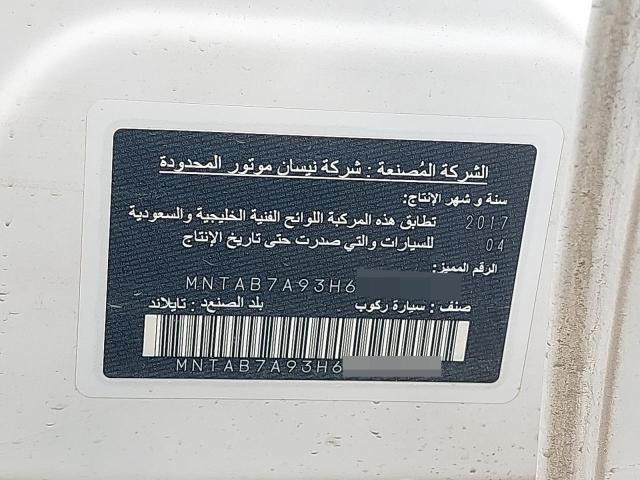 الشركة المُصنعة : شركة نيسان موتور المحدودة
سنة و شهر الإنتاج:
2017 تطابق هذه المركبة اللوائح الفنية الخليجية والسعودية
04 للسيارات والتي صدرت حتى تاريخ الإنتاج
الرقم المميز:
MNTAB7A93H6
صنف : سيارة ركوب بلد الصنع : تايلاند
MNTAB7A93H6